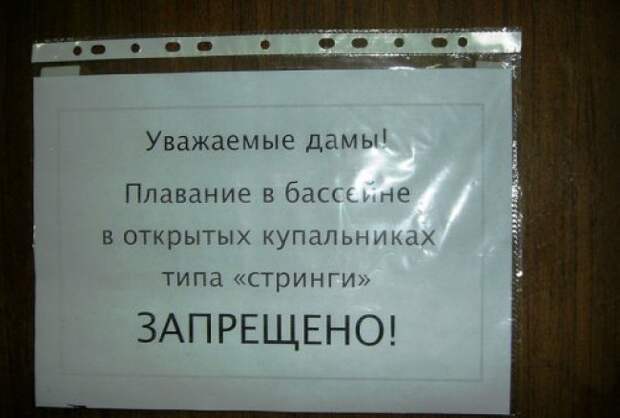 Уважаемые дамы!
Плавание в бассейне
в открытых купальниках
типа «стринги»
ЗАПРЕЩЕНО!